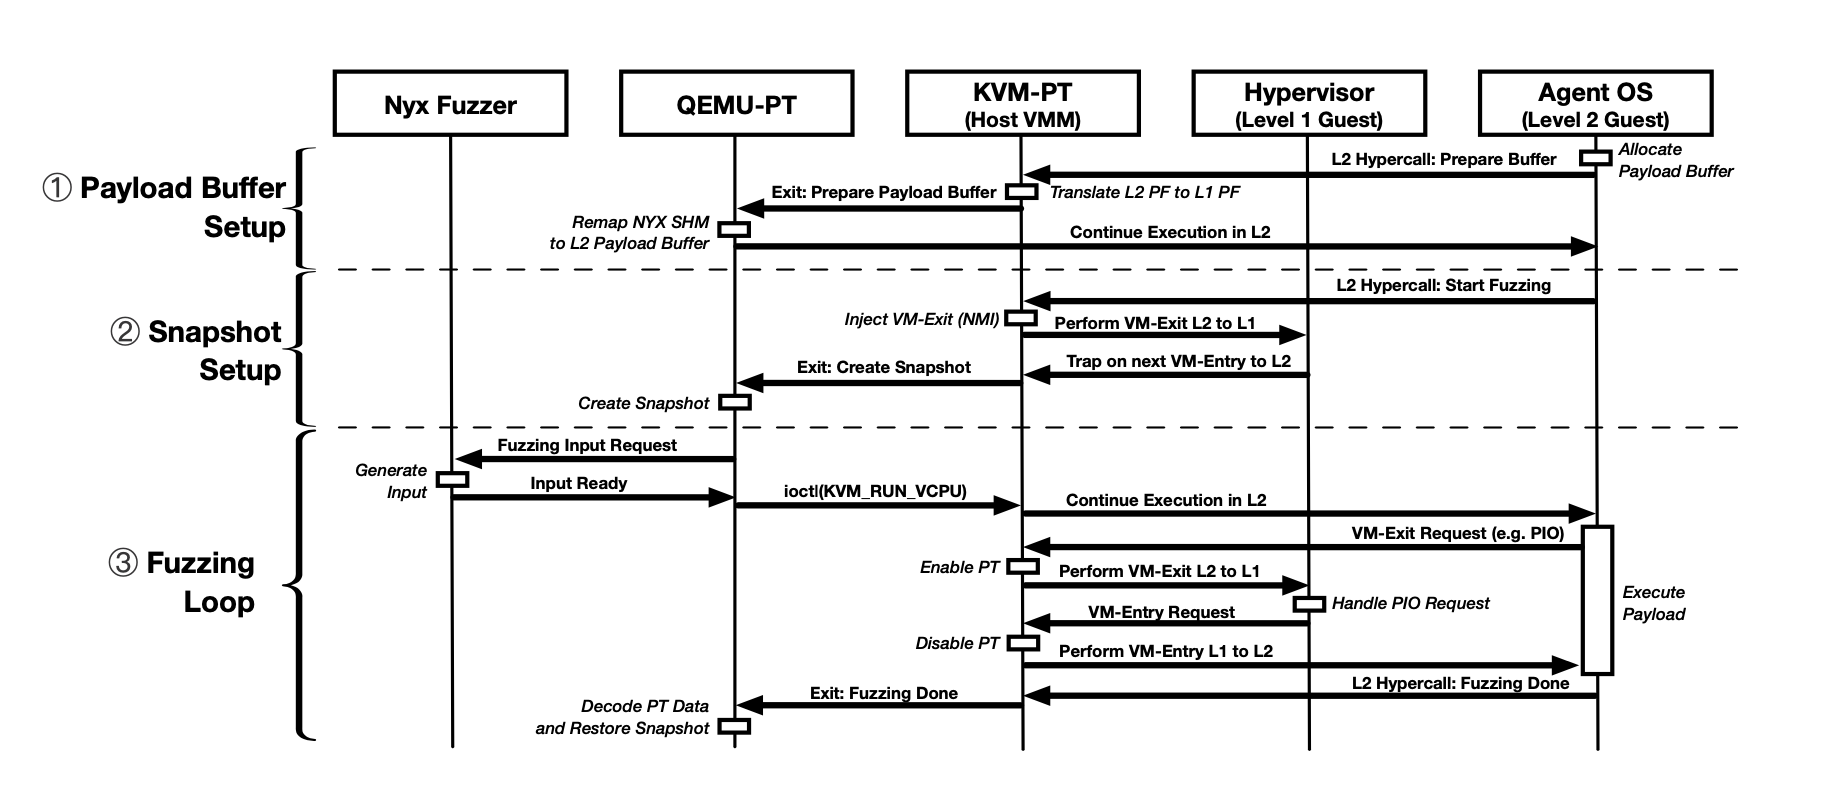 Nyx Fuzzer
QEMU-PT
KVM-PT
(Host VMM)
Hypervisor
(Level 1 Guest)
Agent OS
(Level 2 Guest)
① Payload Buffer
Setup
Allocate
Payload Buffer
L2 Hypercall: Prepare Buffer
Translate L2 PF to L1 PF
Exit: Prepare Payload Buffer
Remap NYX SHM
to L2 Payload Buffer
Continue Execution in L2
② Snapshot
Setup
L2 Hypercall: Start Fuzzing
Inject VM-Exit (NMI)
Perform VM-Exit L2 to L1
Trap on next VM-Entry to L2
Exit: Create Snapshot
Create Snapshot
③ Fuzzing
Loop
Fuzzing Input Request
Generate
Input
Input Ready
ioctl(KVM_RUN_VCPU)
Continue Execution in L2
VM-Exit Request (e.g. PIO)
Enable PT
Perform VM-Exit L2 to L1
Handle PIO Request
Execute
Payload
VM-Entry Request
Disable PT
Perform VM-Entry L1 to L2
L2 Hypercall: Fuzzing Done
Exit: Fuzzing Done
Decode PT Data
and Restore Snapshot